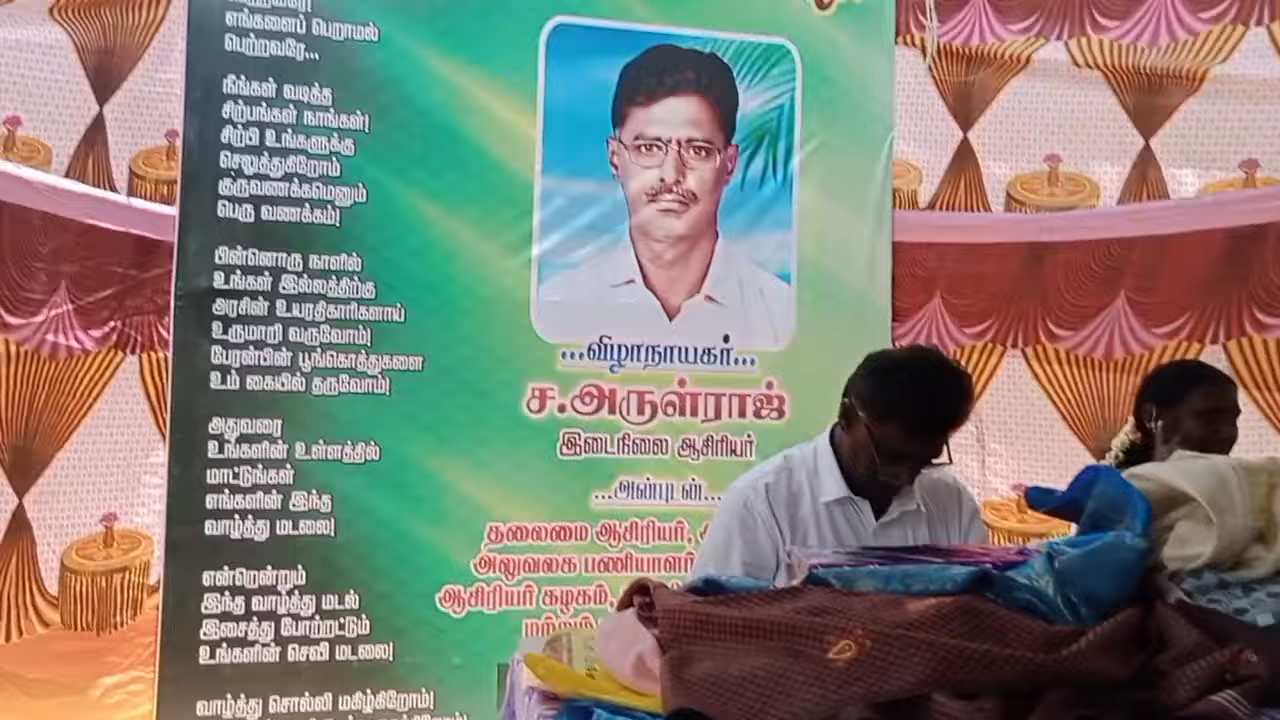 எங்களைப் பெறாமல்
பெற்றவரே...
நீங்கள் வடித்த
சிற்பங்கள் நாங்கள்!
சிற்பி உங்களுக்கு
செலுத்துகிறோம்
குருவணக்கமெனும்
பெரு வணக்கம்!
பின்னொரு நாளில்
உங்கள் இல்லத்திற்கு
அரசின் உயரதிகாரிகளாய்
உருமாறி வருவோம்!
பேரன்பின் பூங்கொத்துகளை
உம் கையில் தருவோம்!
அதுவரை
உங்களின் உள்ளத்தில்
மாட்டுங்கள்
எங்களின் இந்த
வாழ்த்து மடலை!
என்றென்றும்
இந்த வாழ்த்து மடல்
இசைத்து போற்றட்டும்
உங்களின் செவி மடலை!
வாழ்த்து சொல்லி மகிழ்கிறோம்!
...விழாநாயகர்...
ச.அருள்ராஜ்
இடைநிலை ஆசிரியர்
...அன்புடன்...
தலைமை ஆசிரியர்,
அலுவலக பணியாளர்
ஆசிரியர் கழகம்,